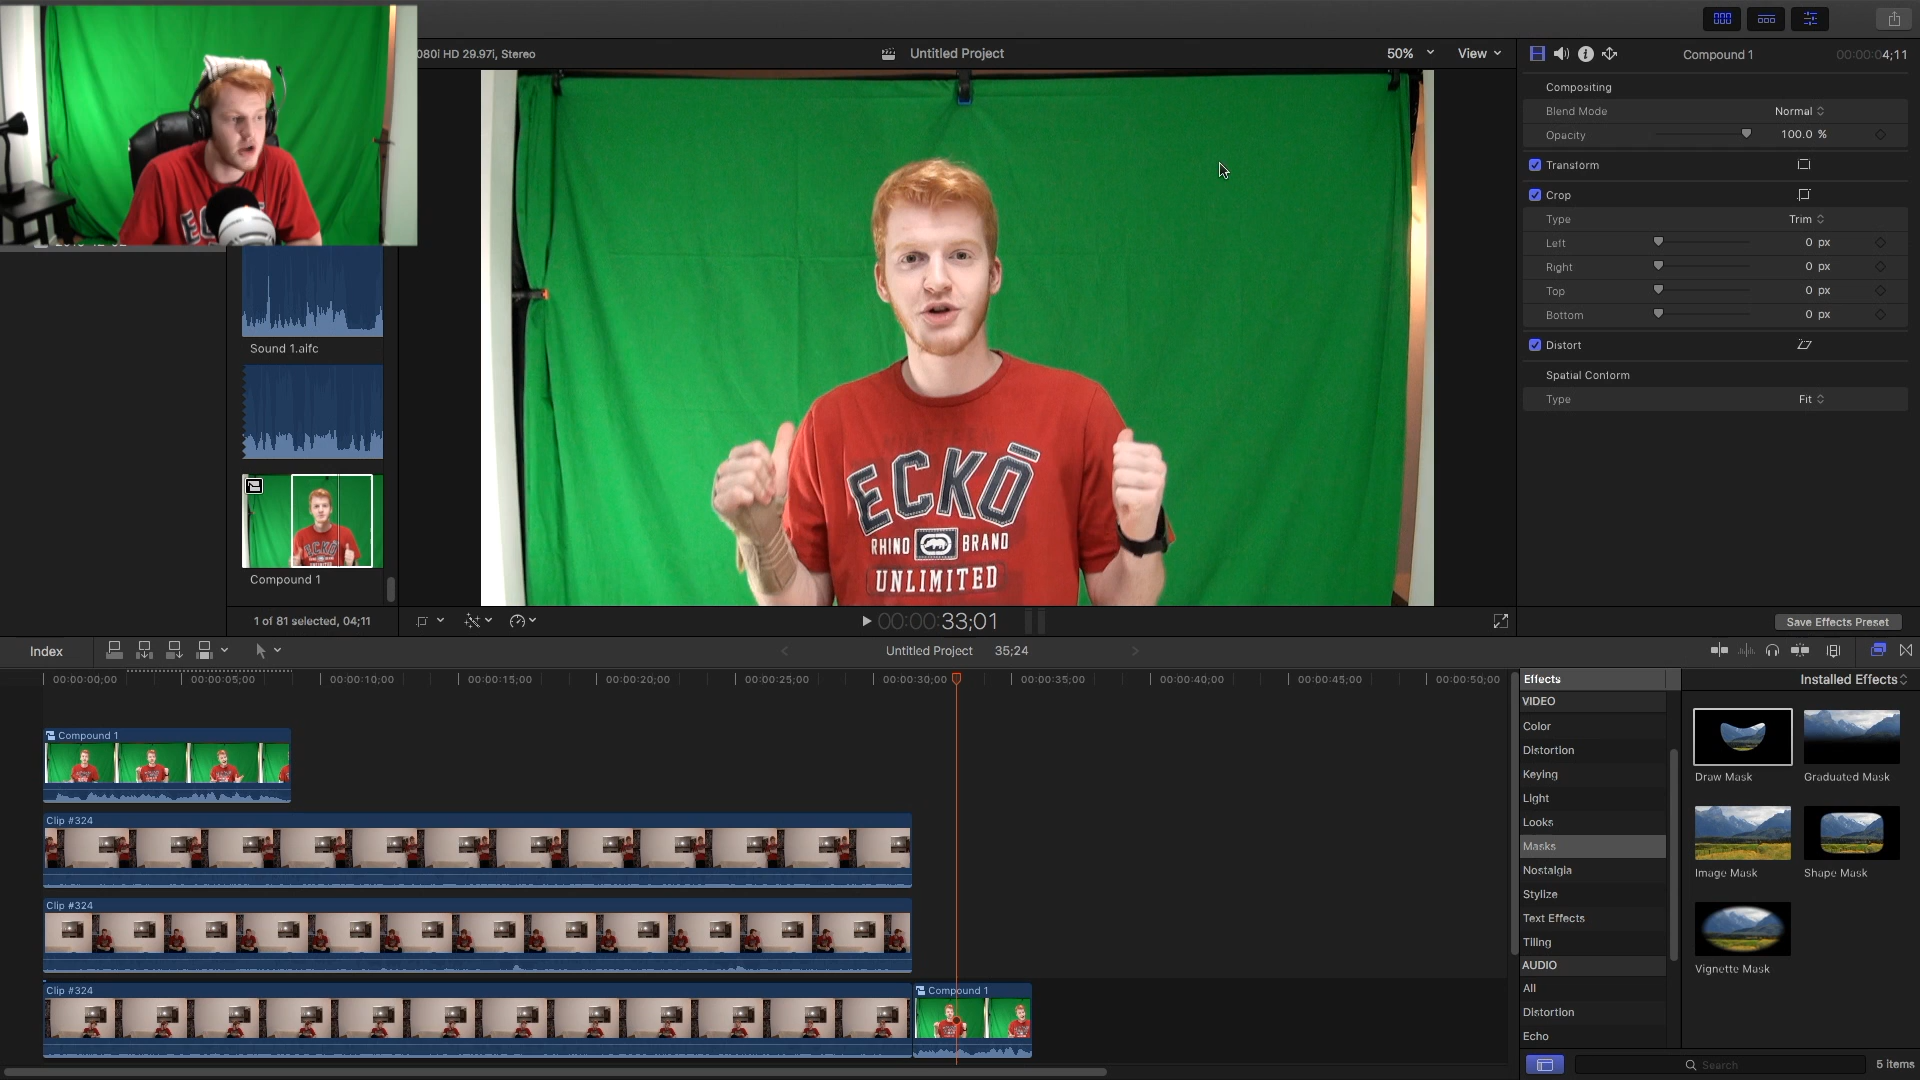 080i HD 29.97i, Stereo
Untitled Project
50%
View
Compound 1
00:00:04;11
Compositing
Blend Mode
Normal
Opacity
100.0 %
Transform
Crop
Type
Trim
Left
0 px
Right
0 px
Top
0 px
Bottom
0 px
Distort
Spatial Conform
Type
Fit
Save Effects Preset
ECKŌ
RHINO BRAND
UNLIMITED
Sound 1.aifc
Compound 1
1 of 81 selected, 04;11
00:00:33;01
Index
Untitled Project
35;24
00:00:00;00
00:00:05;00
00:00:10;00
00:00:15;00
00:00:20;00
00:00:25;00
00:00:30;00
00:00:35;00
00:00:40;00
00:00:45;00
00:00:50;00
Compound 1
Clip #324
Clip #324
Clip #324
Compound 1
Effects
Installed Effects
VIDEO
Color
Distortion
Keying
Light
Looks
Masks
Nostalgia
Stylize
Text Effects
Tiling
AUDIO
All
Distortion
Echo
Draw Mask
Graduated Mask
Image Mask
Shape Mask
Vignette Mask
Search
5 items